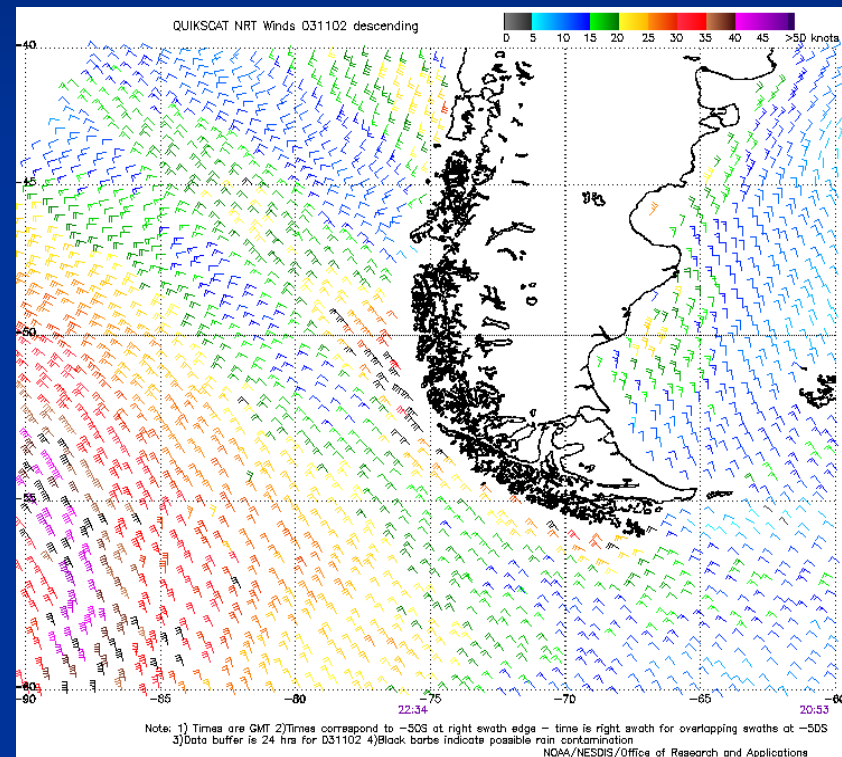 QUIKSCAT NRT Winds 031102 descending
0 5 10 15 20 25 30 35 40 45 >50 knots
-40
-45
-50
-55
-60
-90 -85 -80 -75 -70 -65 -60
22:34 20:53
Note: 1) Times are GMT 2)Times correspond to -50S at right swath edge - time is right swath for overlapping swaths at -50S
3)Data buffer is 24 hrs for 031102 4)Black barbs indicate possible rain contamination
NOAA/NESDIS/Office of Research and Applications